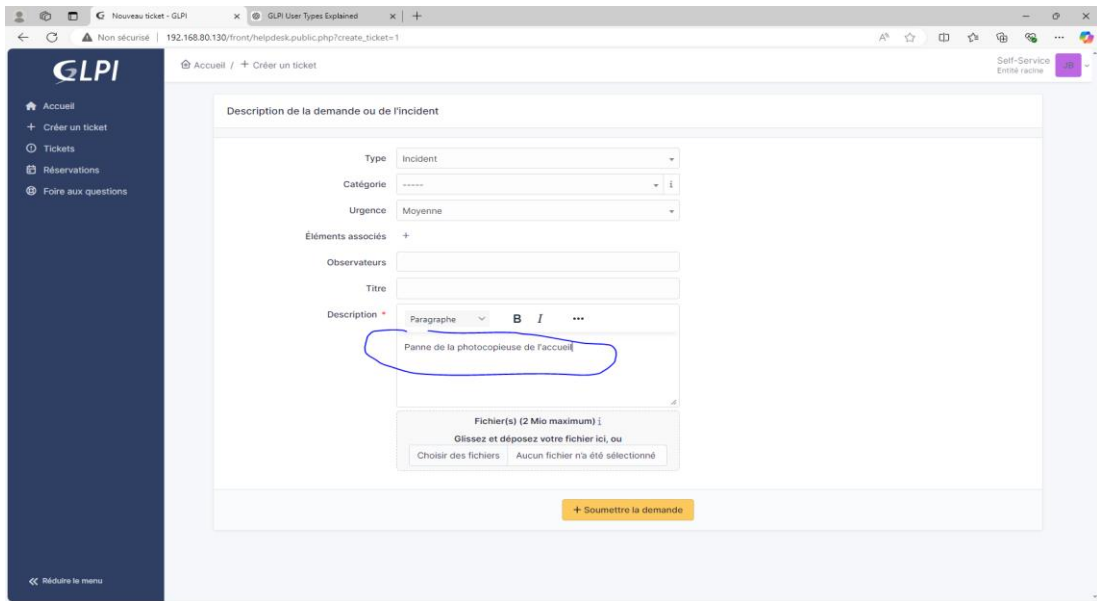 Nouveau ticket - GLPI
GLPI User Types Explained
Non sécurisé | 192.168.80.130/front/helpdesk.public.php?create_ticket=1
GLPI
Accueil / + Créer un ticket
Self-Service
Entité racine
JB
Accueil
+ Créer un ticket
Tickets
Réservations
Foire aux questions
Description de la demande ou de l'incident
Type Incident
Catégorie -----
Urgence Moyenne
Éléments associés +
Observateurs
Titre
Description *
Paragraphe B I ...
Panne de la photocopieuse de l'accueil
Fichier(s) (2 Mio maximum) i
Glissez et déposez votre fichier ici, ou
Choisir des fichiers Aucun fichier n'a été sélectionné
+ Soumettre la demande
Réduire le menu